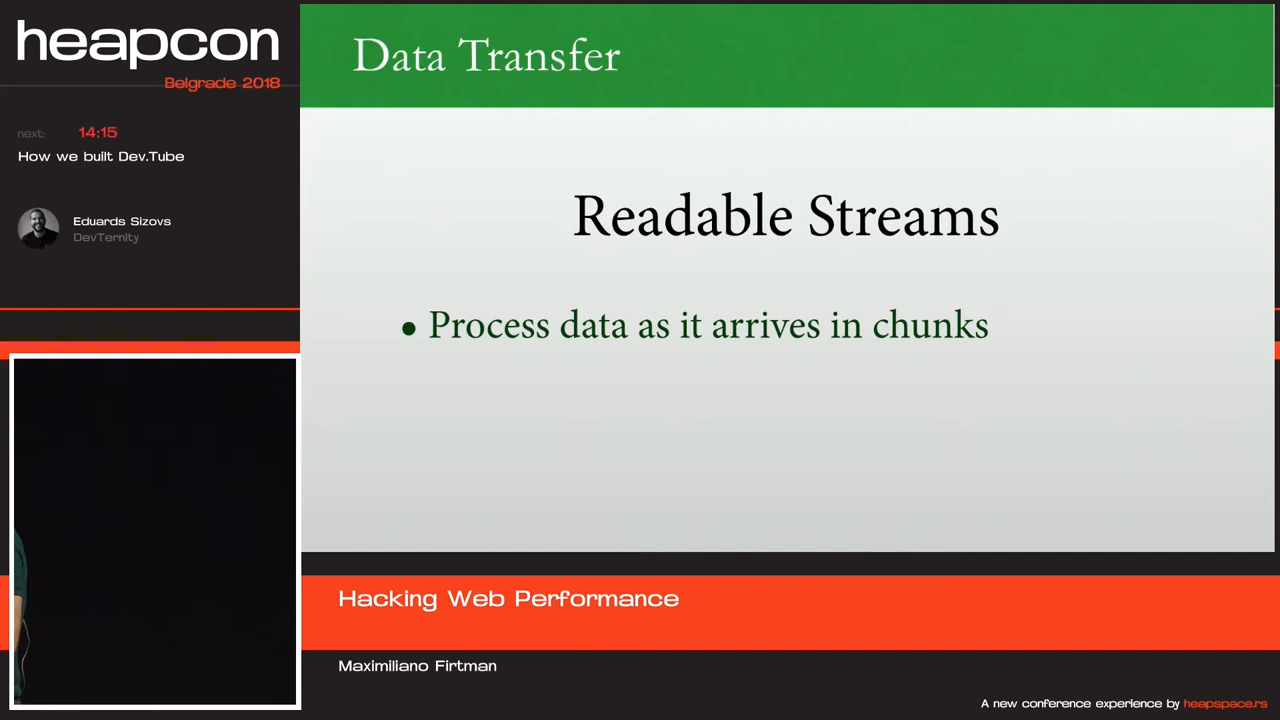 heapcon
Belgrade 2018
next: 14:15
How we built Dev.Tube
Eduards Sizovs
DevTernity
Data Transfer
Readable Streams
• Process data as it arrives in chunks
Hacking Web Performance
Maximiliano Firtman
A new conference experience by heapspace.rs